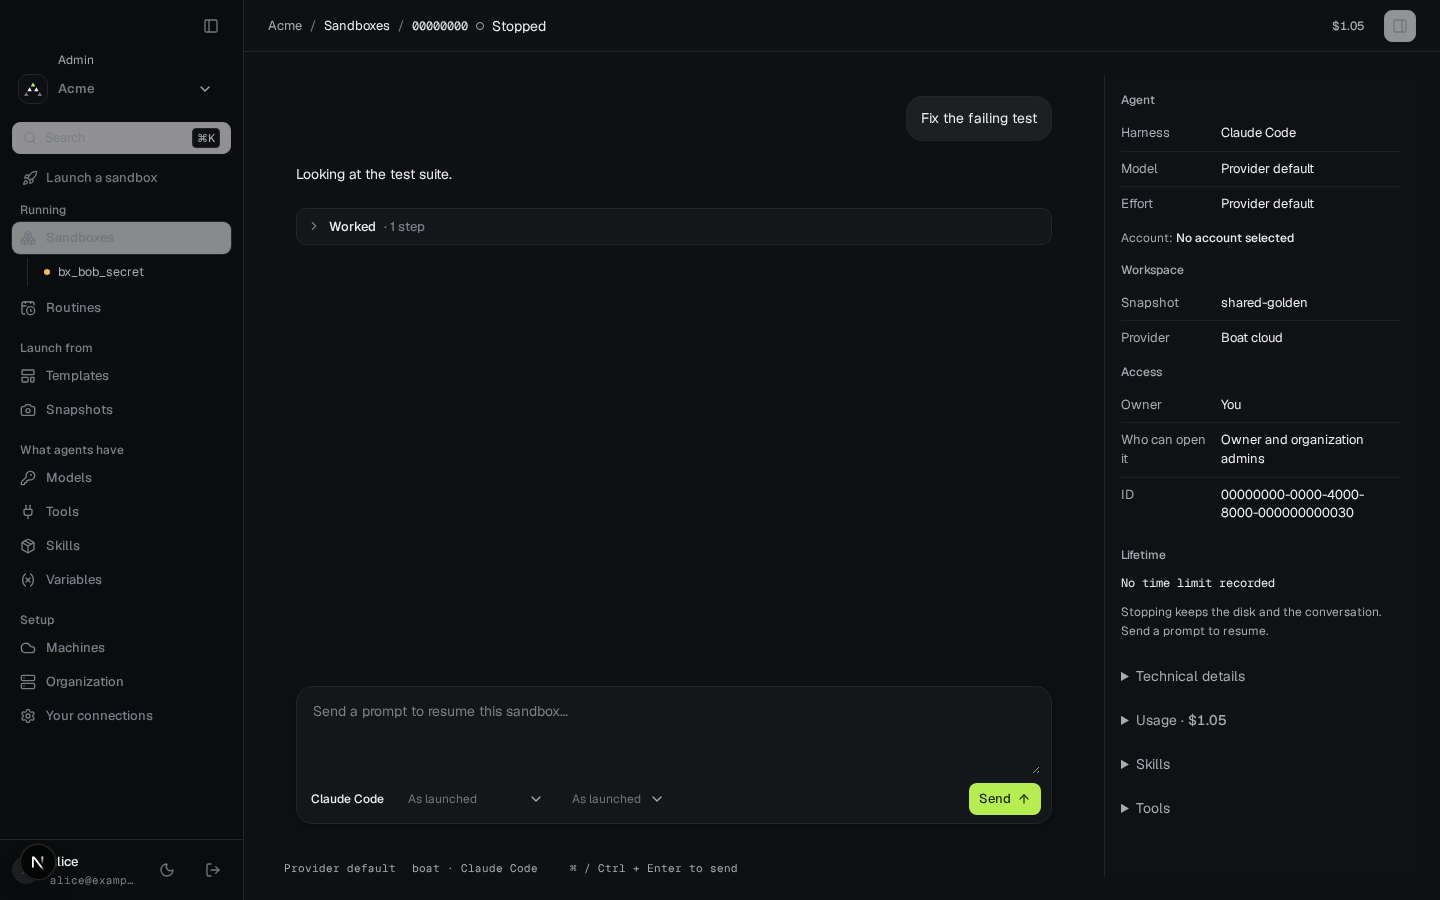 Acme / Sandboxes / 00000000 Stopped
$1.05
Admin
Acme
Search
⌘K
Launch a sandbox
Running
Sandboxes
bx_bob_secret
Routines
Launch from
Templates
Snapshots
What agents have
Models
Tools
Skills
Variables
Setup
Machines
Organization
Your connections
N
lice
alice@examp…
Fix the failing test
Looking at the test suite.
Worked · 1 step
Send a prompt to resume this sandbox…
Claude Code As launched As launched
Send
Provider default boat · Claude Code ⌘ / Ctrl + Enter to send
Agent
Harness Claude Code
Model Provider default
Effort Provider default
Account: No account selected
Workspace
Snapshot shared-golden
Provider Boat cloud
Access
Owner You
Who can open it Owner and organization admins
ID 00000000-0000-4000-
8000-000000000030
Lifetime
No time limit recorded
Stopping keeps the disk and the conversation.
Send a prompt to resume.
Technical details
Usage · $1.05
Skills
Tools